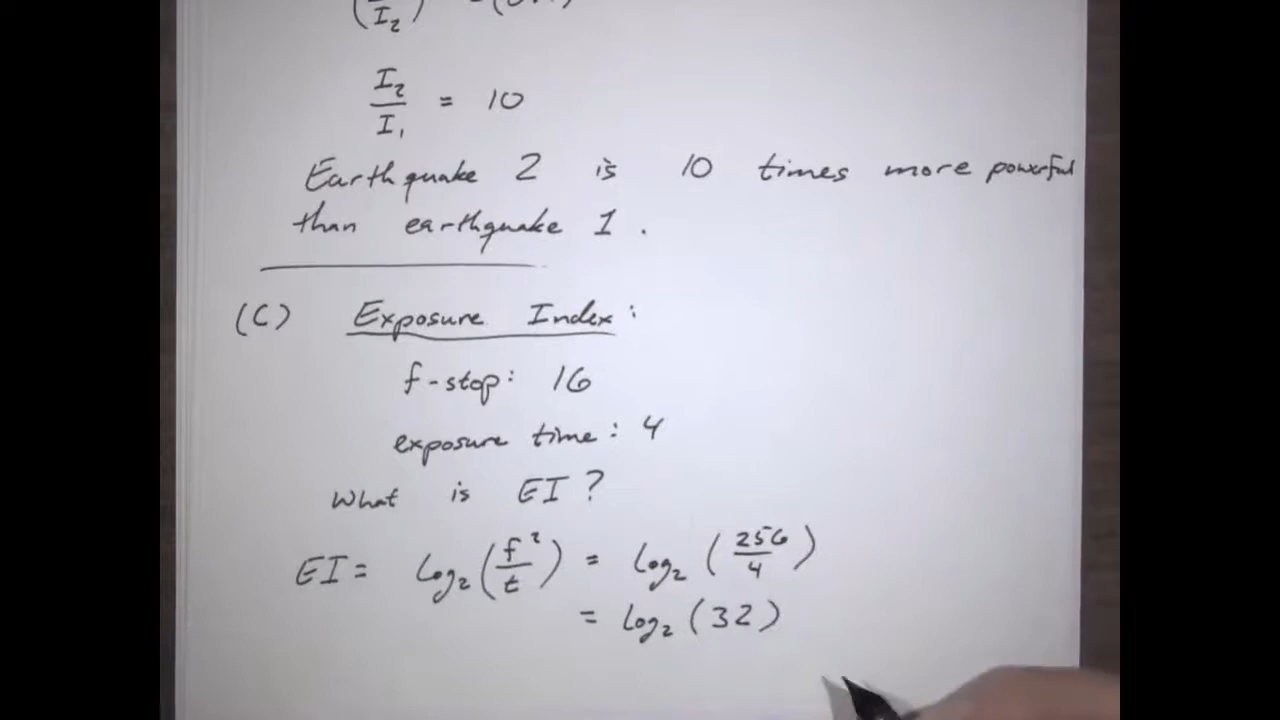 I₂
I₂/I₁ = 10
Earthquake 2 is 10 times more powerful
than earthquake 1.
(C) Exposure Index:
f-stop: 16
exposure time: 4
What is EI?
EI = log₂(f²/t) = log₂(256/4)
= log₂(32)